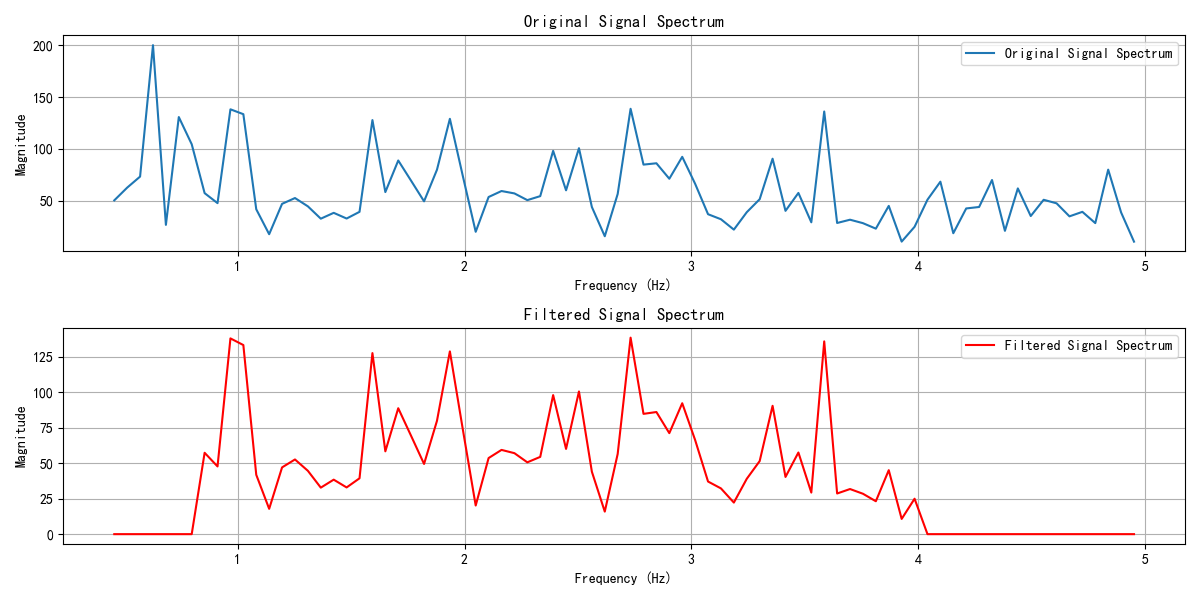 Original Signal Spectrum
Original Signal Spectrum
200
150
100
50
Magnitude
1 2 3 4 5
Frequency (Hz)
Filtered Signal Spectrum
Filtered Signal Spectrum
125
100
75
50
25
0
Magnitude
1 2 3 4 5
Frequency (Hz)